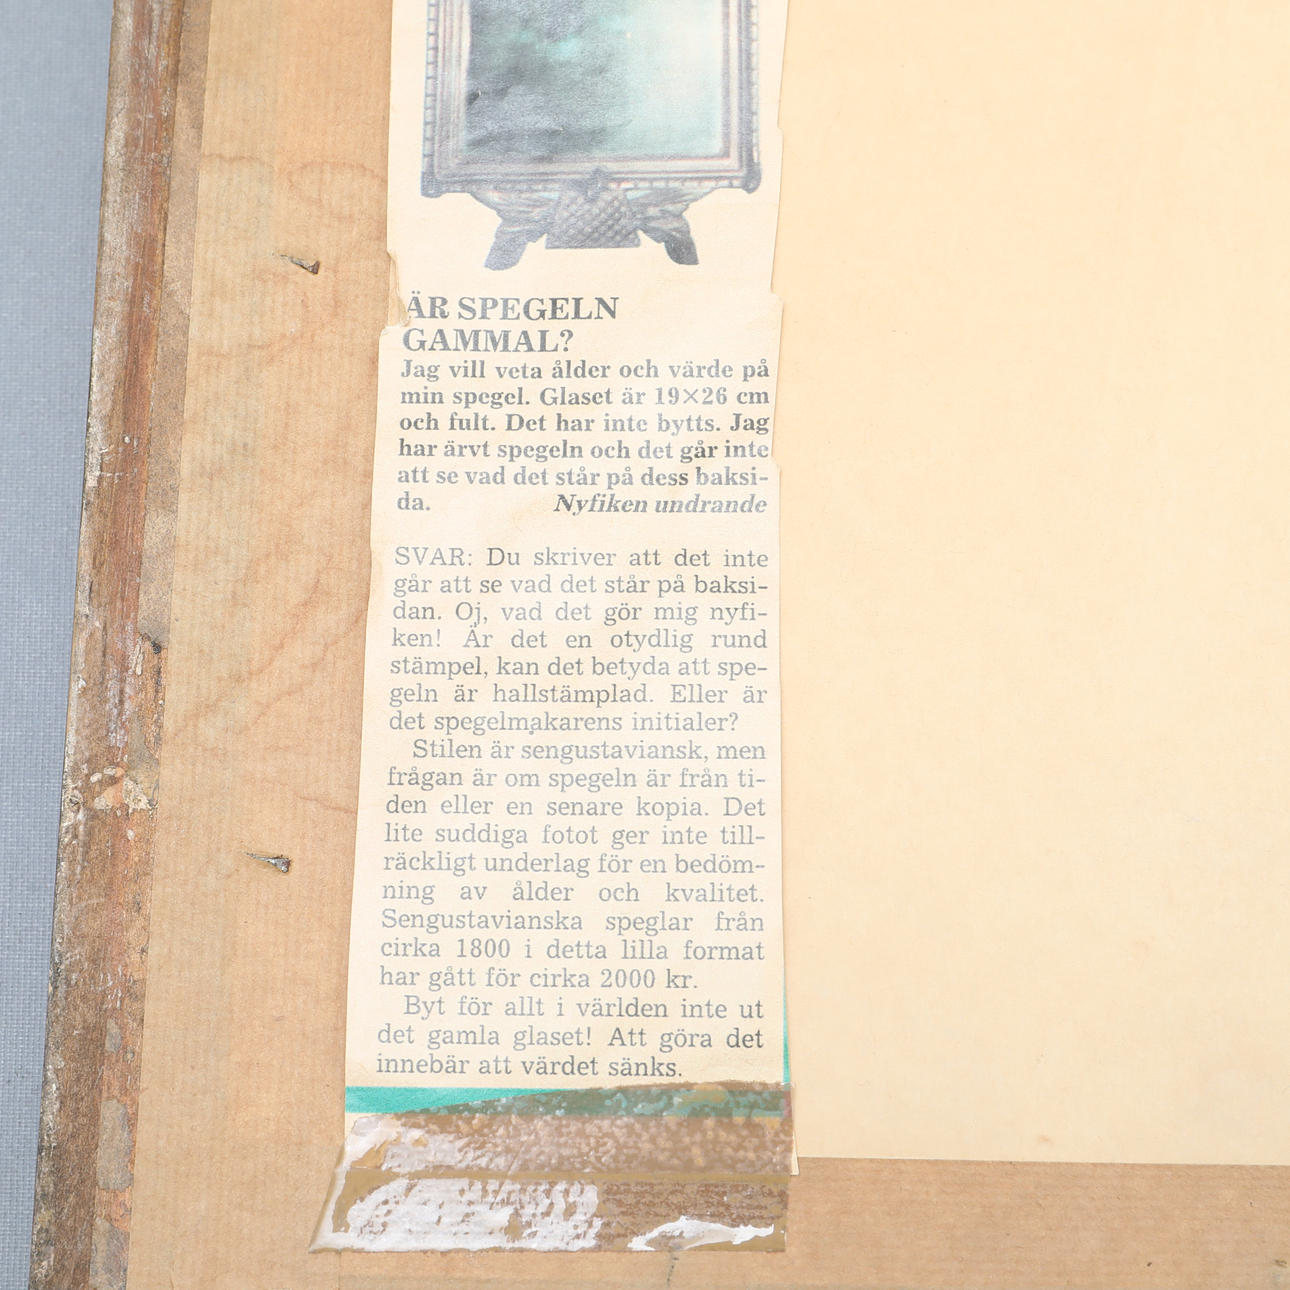 ÄR SPEGELN
GAMMAL?
Jag vill veta ålder och värde på
min spegel. Glaset är 19×26 cm
och fult. Det har inte bytts. Jag
har ärvt spegeln och det går inte
att se vad det står på dess baksi-
da. Nyfiken undrande
SVAR: Du skriver att det inte
går att se vad det står på baksi-
dan. Oj, vad det gör mig nyfi-
ken! Är det en otydlig rund
stämpel, kan det betyda att spe-
geln är hallstämplad. Eller är
det spegelmakarens initialer?
Stilen är sengustaviansk, men
frågan är om spegeln är från ti-
den eller en senare kopia. Det
lite suddiga fotot ger inte till-
räckligt underlag för en bedöm-
ning av ålder och kvalitet.
Sengustavianska speglar från
cirka 1800 i detta lilla format
har gått för cirka 2000 kr.
Byt för allt i världen inte ut
det gamla glaset! Att göra det
innebär att värdet sänks.